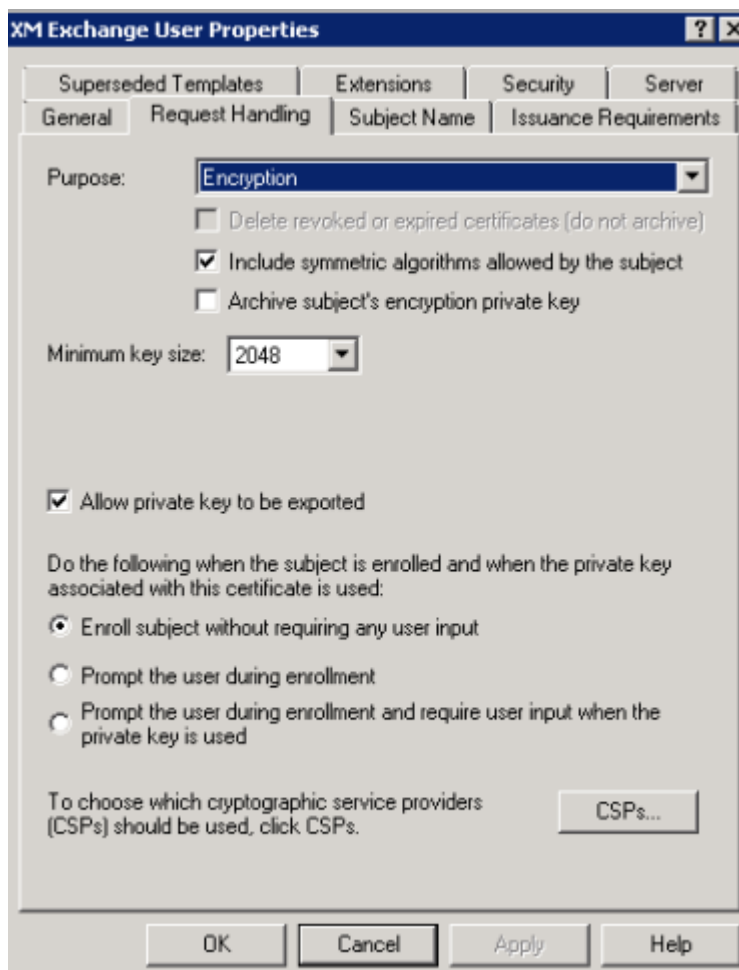 XM Exchange User Properties
Superseded Templates Extensions Security Server
General Request Handling Subject Name Issuance Requirements
Purpose: Encryption
Delete revoked or expired certificates (do not archive)
Include symmetric algorithms allowed by the subject
Archive subject's encryption private key
Minimum key size: 2048
Allow private key to be exported
Do the following when the subject is enrolled and when the private key
associated with this certificate is used:
Enroll subject without requiring any user input
Prompt the user during enrollment
Prompt the user during enrollment and require user input when the
private key is used
To choose which cryptographic service providers
(CSPs) should be used, click CSPs.
CSPs...
OK Cancel Apply Help